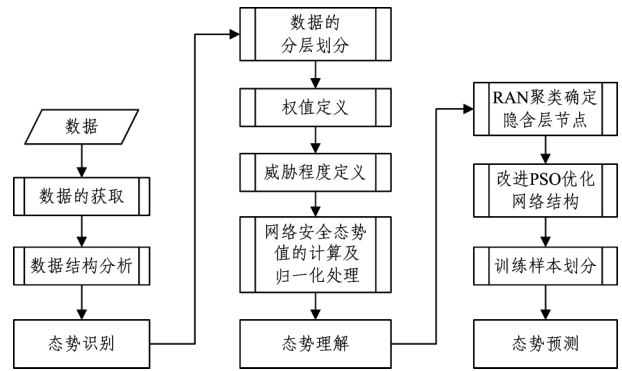 数据
数据的获取
数据结构分析
态势识别
数据的
分层划分
权值定义
威胁程度定义
网络安全态势
值的计算及
归一化处理
态势理解
RAN聚类确定
隐含层节点
改进PSO优化
网络结构
训练样本划分
态势预测